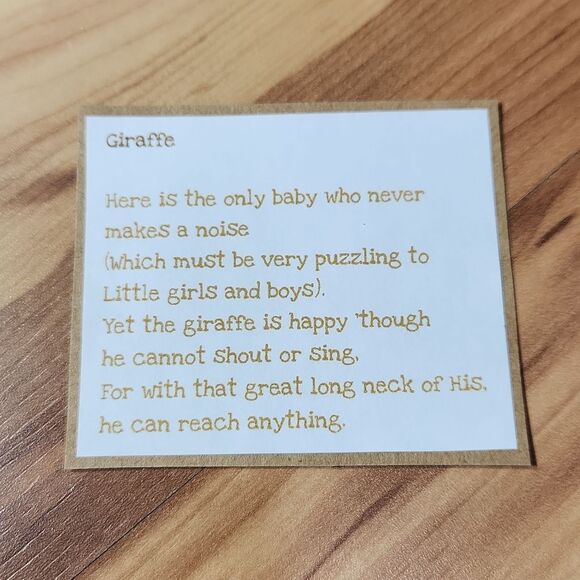 Giraffe
Here is the only baby who never
makes a noise
(Which must be very puzzling to
Little girls and boys).
Yet the giraffe is happy 'though
he cannot shout or sing,
For with that great long neck of His,
he can reach anything.